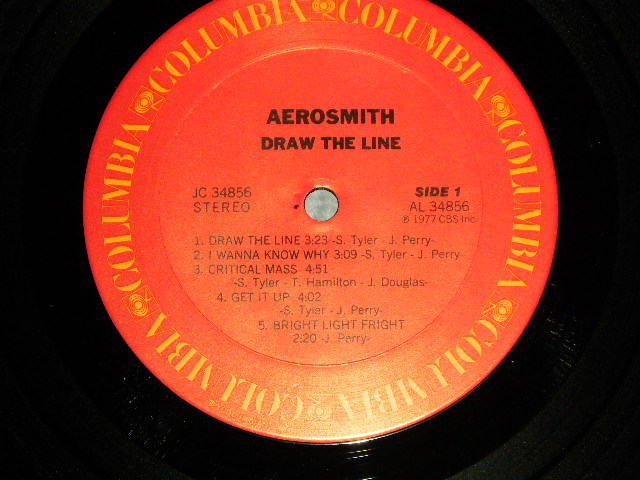 COLUMBIA COLUMBIA COLUMBIA COLUMBIA COLUMBIA COLUMBIA
AEROSMITH
DRAW THE LINE
JC 34856
STEREO
SIDE 1
AL 34856
℗ 1977 CBS Inc.
1. DRAW THE LINE 3:23 -S. Tyler - J. Perry-
2. I WANNA KNOW WHY 3:09 -S. Tyler - J. Perry-
3. CRITICAL MASS 4:51
-S. Tyler - T. Hamilton - J. Douglas-
4. GET IT UP 4:02
-S. Tyler - J. Perry-
5. BRIGHT LIGHT FRIGHT
2:20 -J. Perry-